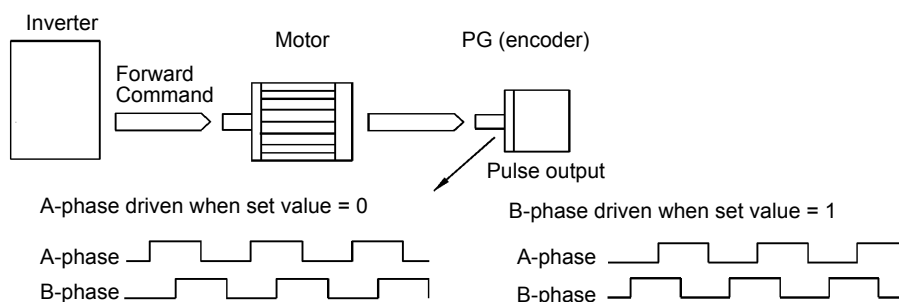 Inverter
Motor
PG (encoder)
Forward
Command
Pulse output
A-phase driven when set value = 0
B-phase driven when set value = 1
A-phase
B-phase
A-phase
B-phase